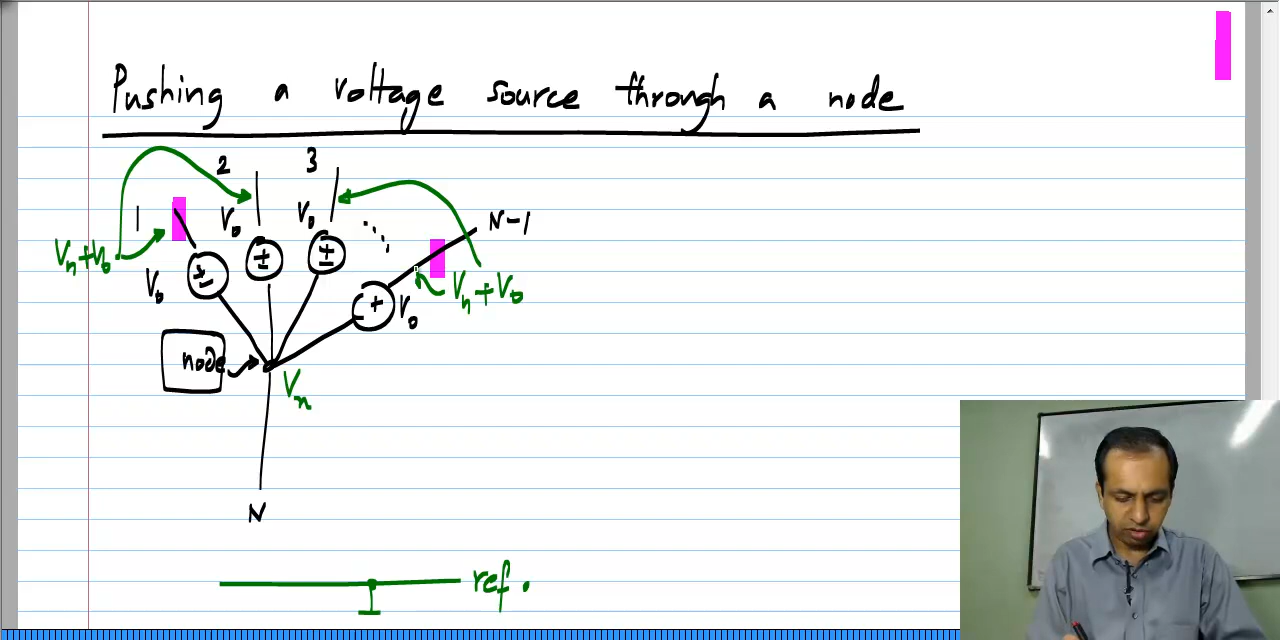 Pushing a voltage source through a node
2 3
1 V₀ V₀ N-1
Vₙ+V₀ ± ± ±
V₀ + V₀ Vₙ+V₀
node
Vₙ
N
ref.